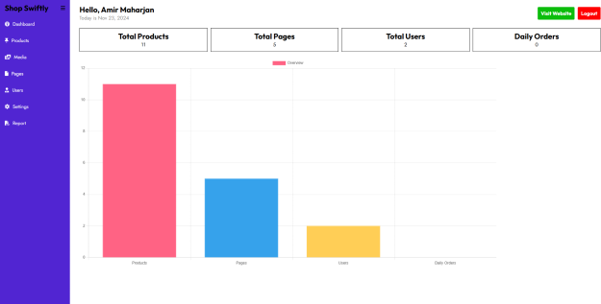 Shop Swiftly
Dashboard
Products
Media
Pages
Users
Settings
Report
Hello, Amir Maharjan
Today is Nov 23, 2024
Visit Website
Logout
Total Products
11
Total Pages
5
Total Users
2
Daily Orders
0
Overview
12
10
8
6
4
2
0
Products
Pages
Users
Daily Orders